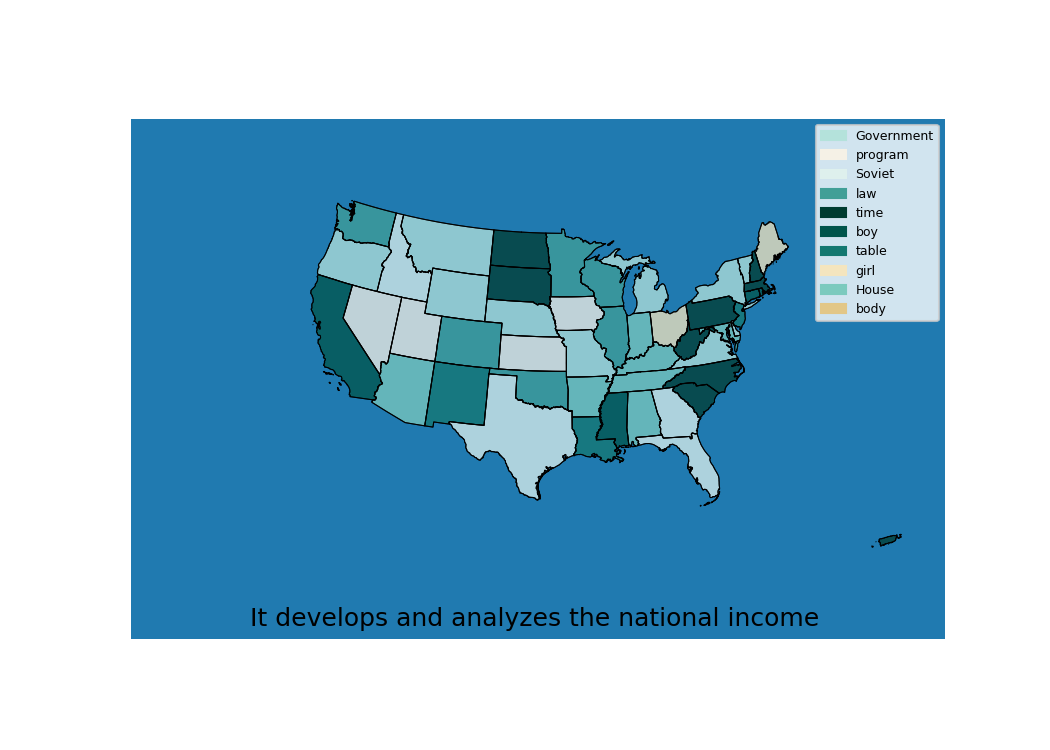 Government
program
Soviet
law
time
boy
table
girl
House
body
It develops and analyzes the national income